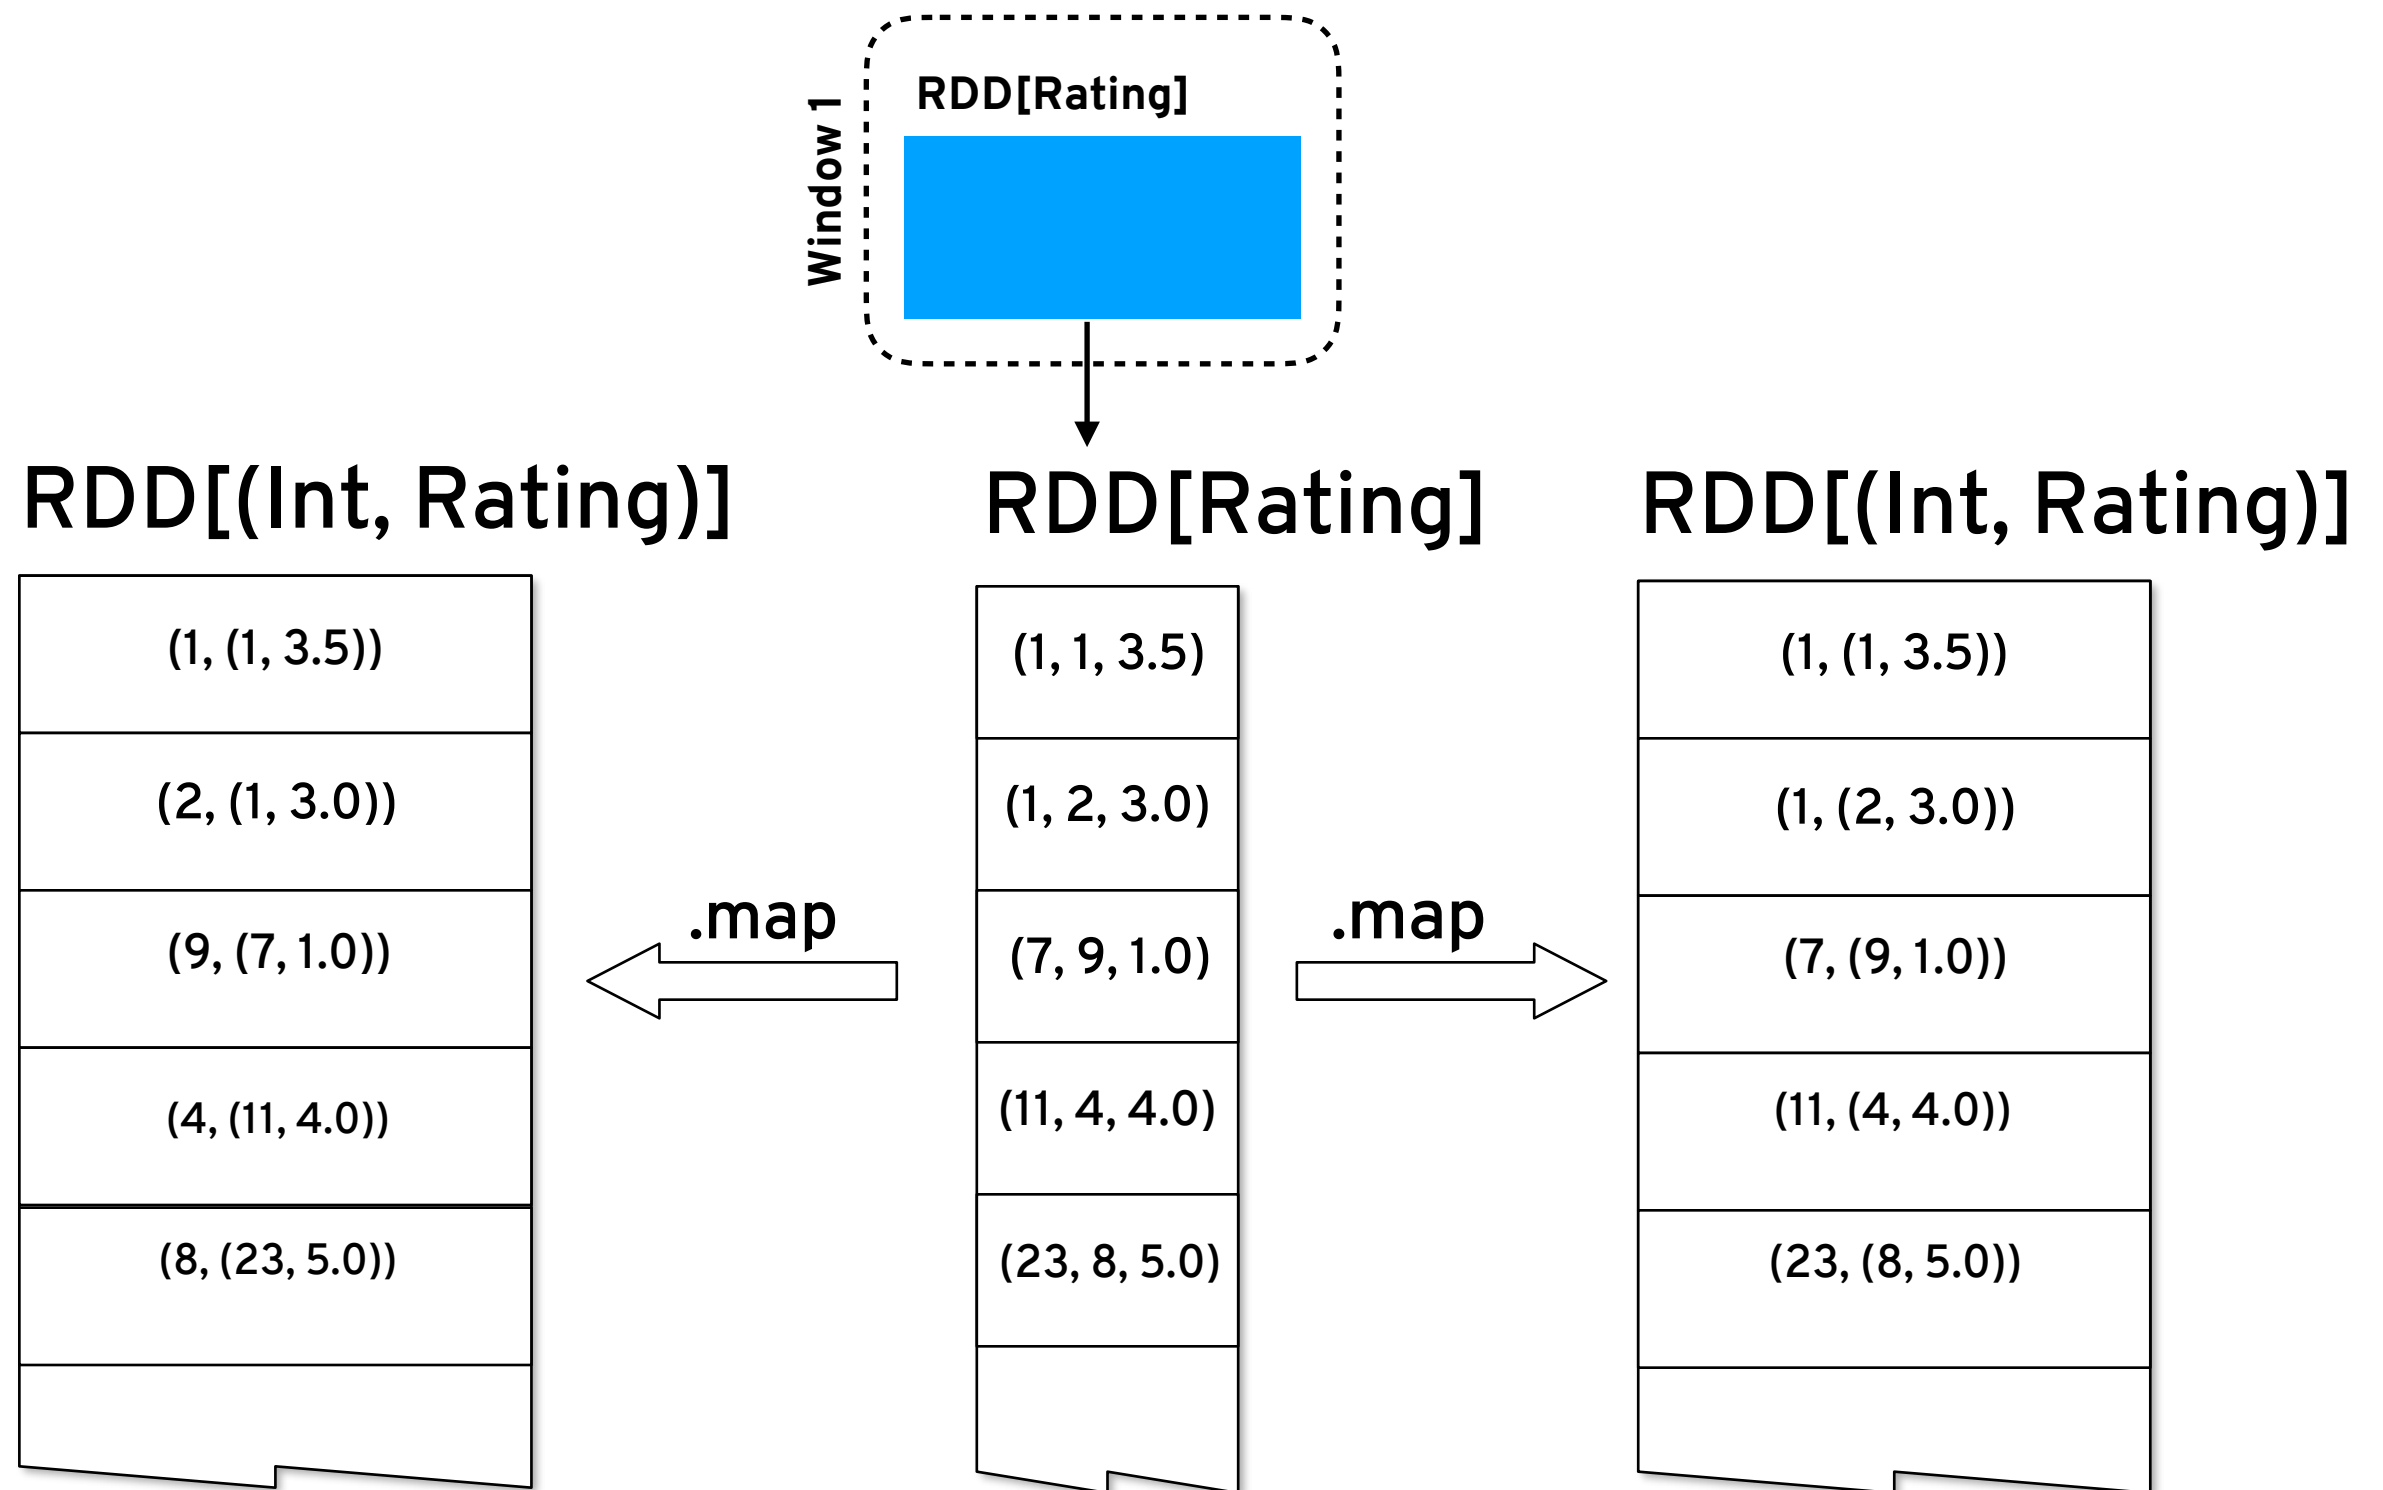 Window 1
RDD[Rating]
RDD[(Int, Rating)]
(1, (1, 3.5))
(2, (1, 3.0))
(9, (7, 1.0))
(4, (11, 4.0))
(8, (23, 5.0))
.map
RDD[Rating]
(1, 1, 3.5)
(1, 2, 3.0)
(7, 9, 1.0)
(11, 4, 4.0)
(23, 8, 5.0)
.map
RDD[(Int, Rating)]
(1, (1, 3.5))
(1, (2, 3.0))
(7, (9, 1.0))
(11, (4, 4.0))
(23, (8, 5.0))